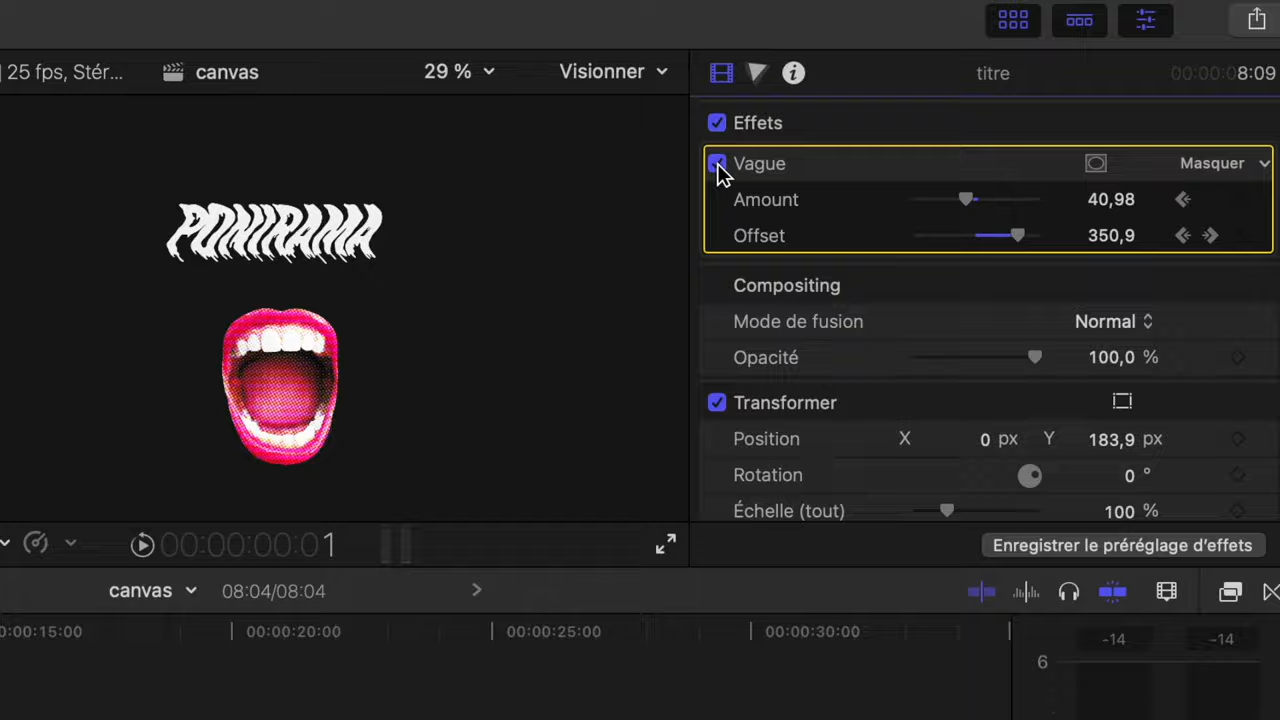 25 fps, Stér...
canvas
29 %
Visionner
titre
00:00:08:09
Effets
Vague
Masquer
Amount
40,98
Offset
350,9
Compositing
Mode de fusion
Normal
Opacité
100,0 %
Transformer
Position
X
0 px
Y
183,9 px
Rotation
0 °
Échelle (tout)
100 %
PONIRAMA
00:00:00:01
Enregistrer le préréglage d’effets
canvas
08:04/08:04
0:00:15:00
00:00:20:00
00:00:25:00
00:00:30:00
-14
-14
6